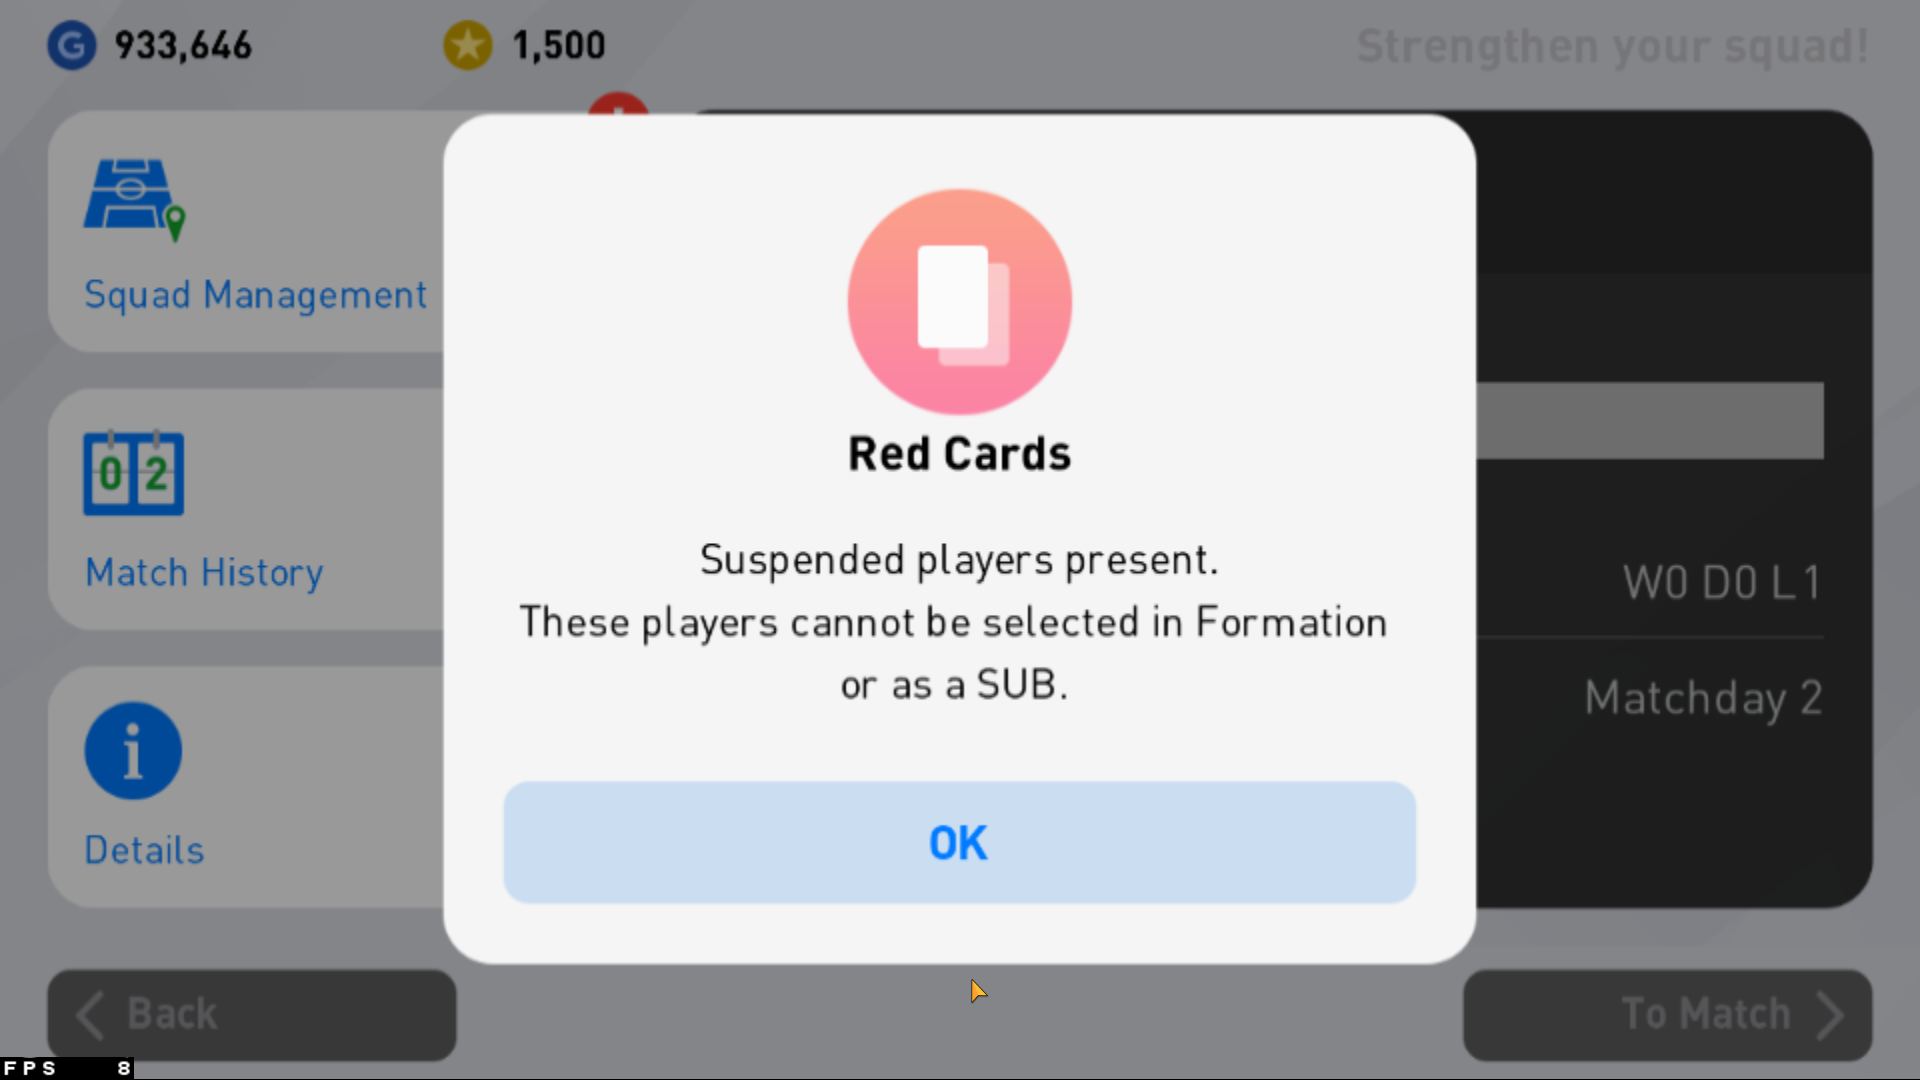 G 933,646
1,500
Strengthen your squad!
Squad Management
0 2
Match History
i
Details
Red Cards
Suspended players present.
These players cannot be selected in Formation
or as a SUB.
OK
W0 D0 L1
Matchday 2
Back
To Match
FPS 8